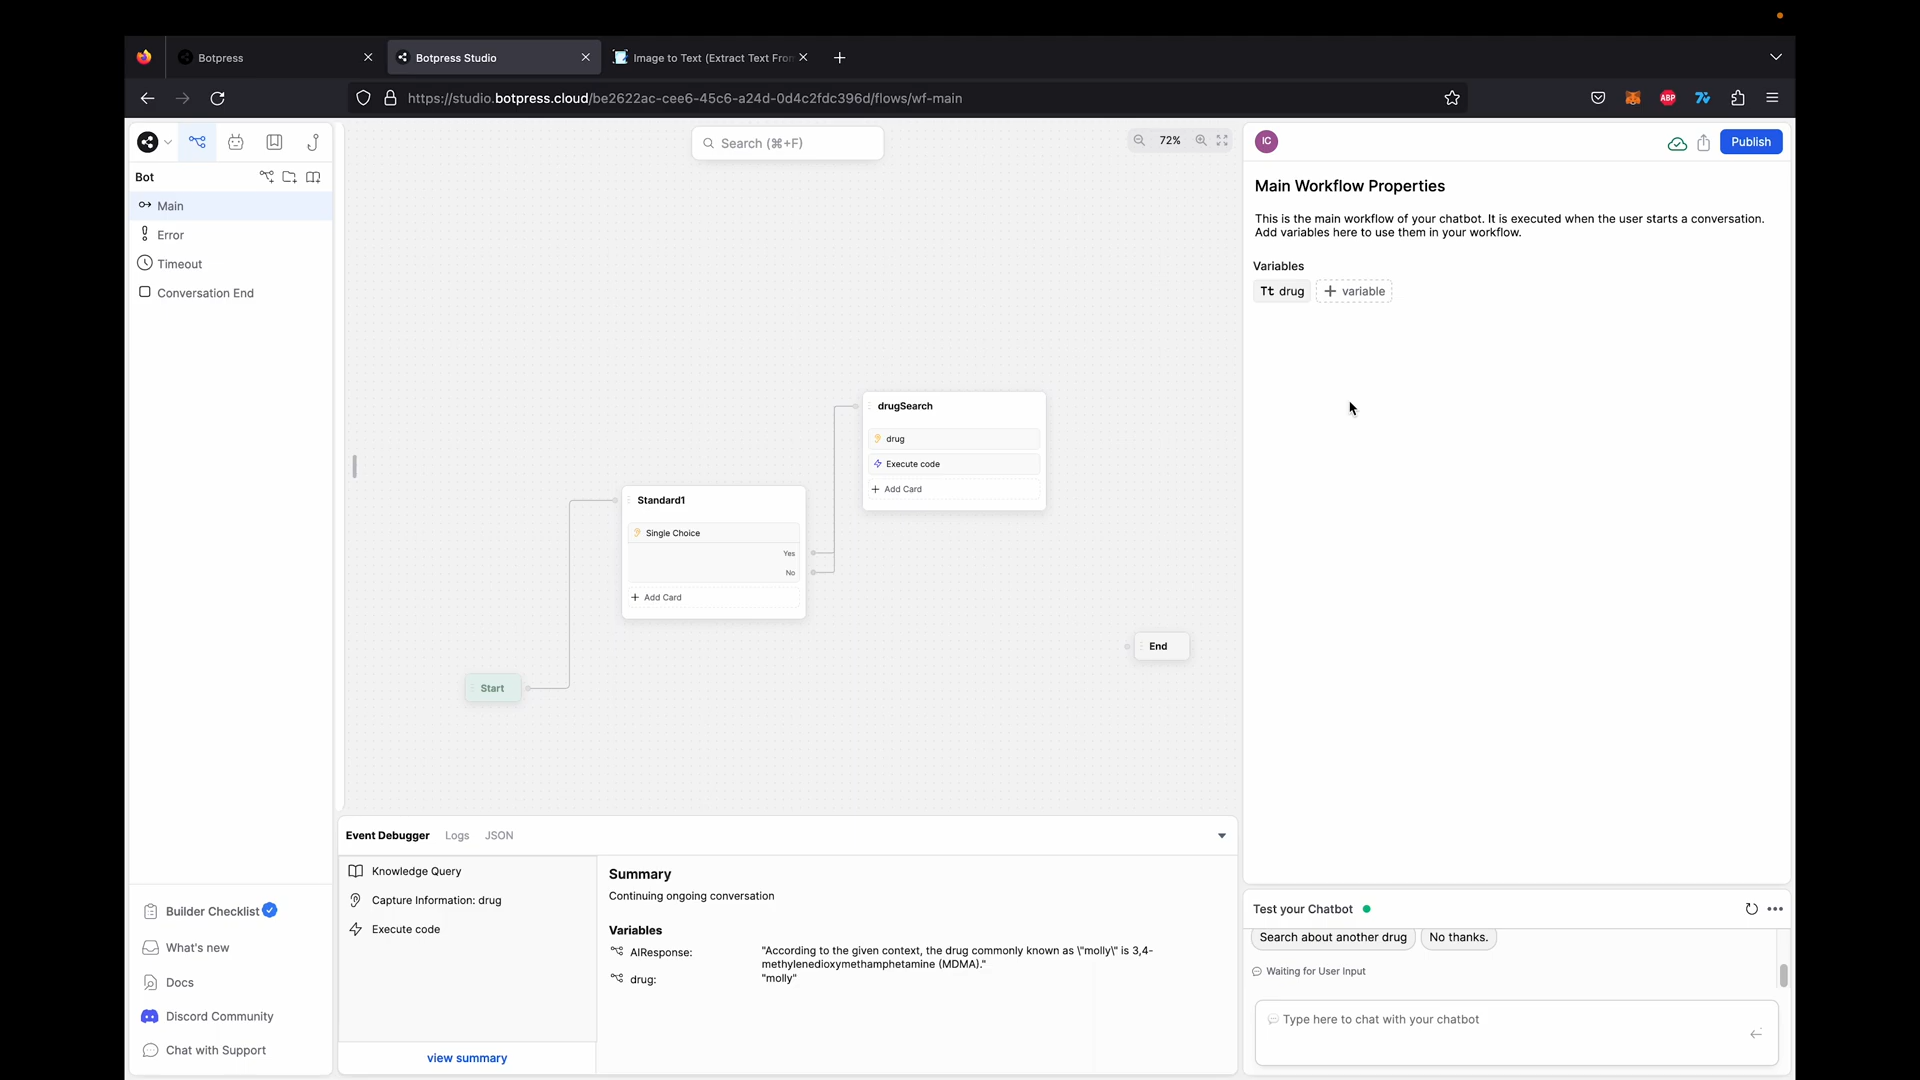 Botpress
Botpress Studio
Image to Text (Extract Text Fron
https://studio.botpress.cloud/be2622ac-cee6-45c6-a24d-0d4c2fdc396d/flows/wf-main
ABP
Search (⌘+F)
72%
IC
Publish
Bot
Main
Error
Timeout
Conversation End
Main Workflow Properties
This is the main workflow of your chatbot. It is executed when the user starts a conversation.
Add variables here to use them in your workflow.
Variables
Tt drug
+ variable
drugSearch
drug
Execute code
+ Add Card
Standard1
Single Choice
Yes
No
+ Add Card
End
Start
Event Debugger
Logs
JSON
Knowledge Query
Capture Information: drug
Execute code
view summary
Summary
Continuing ongoing conversation
Variables
AIResponse: "According to the given context, the drug commonly known as \"molly\" is 3,4-
methylenedioxymethamphetamine (MDMA)."
drug: "molly"
Builder Checklist
What's new
Docs
Discord Community
Chat with Support
Test your Chatbot
Search about another drug
No thanks.
Waiting for User Input
Type here to chat with your chatbot